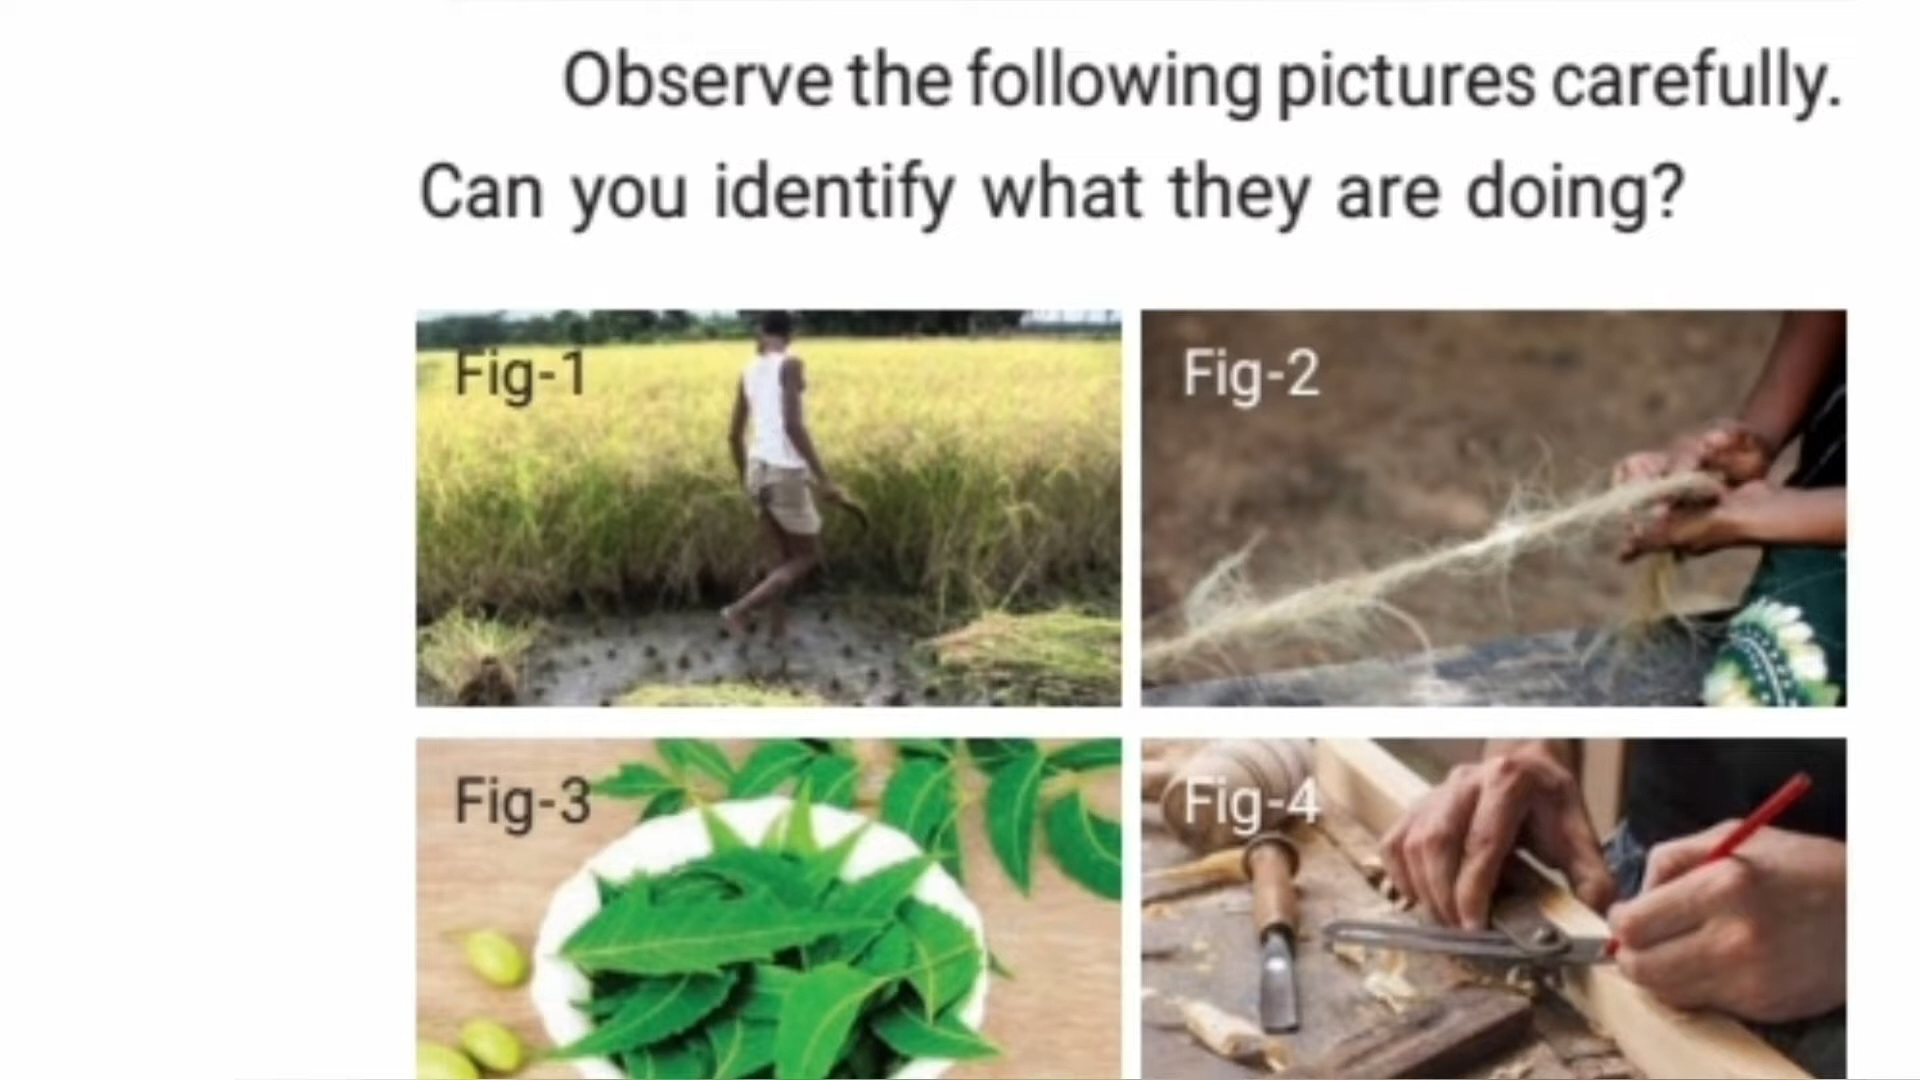 Observe the following pictures carefully.
Can you identify what they are doing?
Fig-1
Fig-2
Fig-3
Fig-4